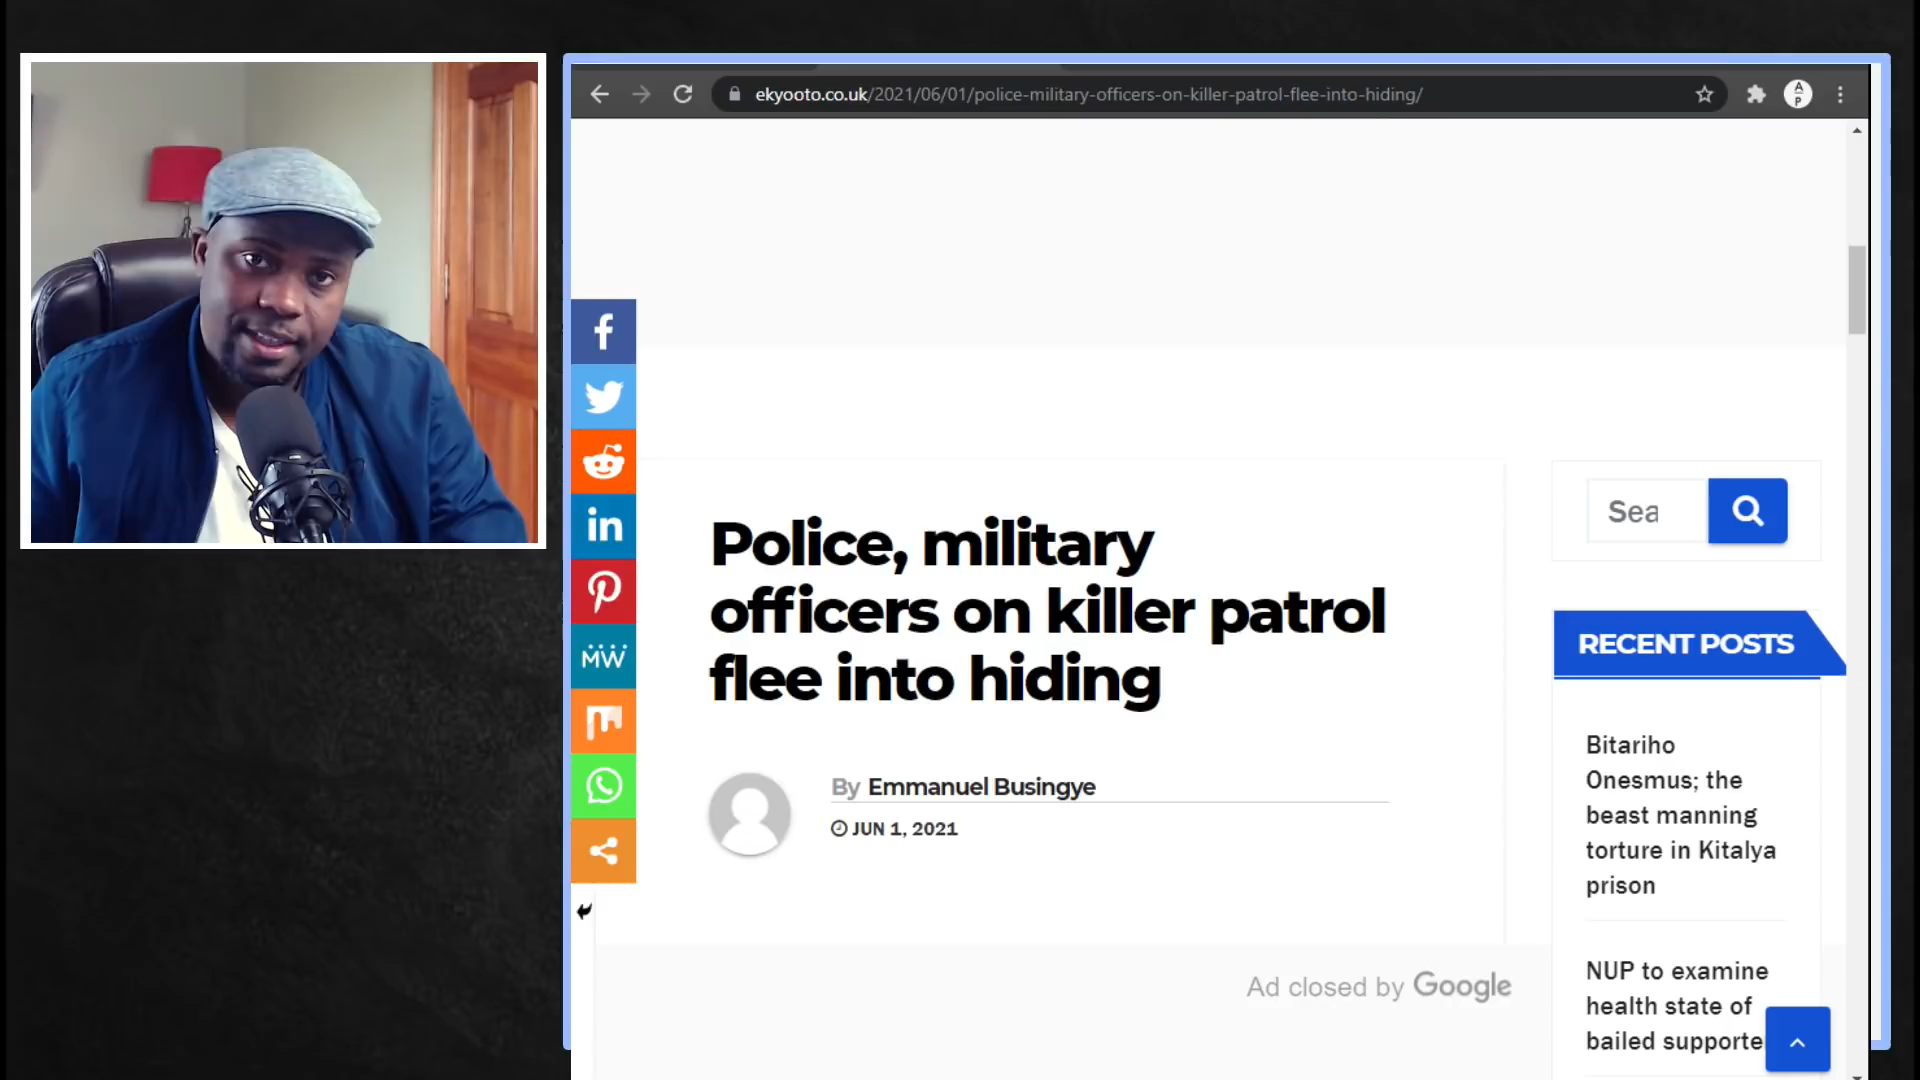 ekyooto.co.uk/2021/06/01/police-military-officers-on-killer-patrol-flee-into-hiding/
A
P
f
in
MW
m
Police, military
officers on killer patrol
flee into hiding
By Emmanuel Busingye
JUN 1, 2021
Ad closed by Google
Sea
RECENT POSTS
Bitariho
Onesmus; the
beast manning
torture in Kitalya
prison
NUP to examine
health state of
bailed supporte